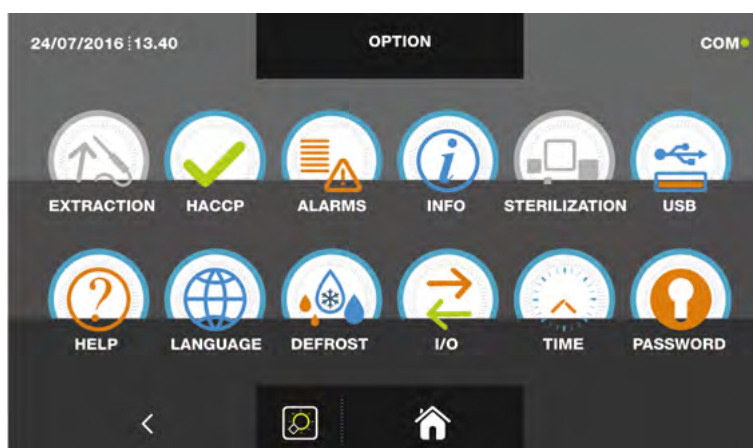 24/07/2016 13.40 OPTION COM
EXTRACTION HACCP ALARMS INFO STERILIZATION USB
HELP LANGUAGE DEFROST I/O TIME PASSWORD